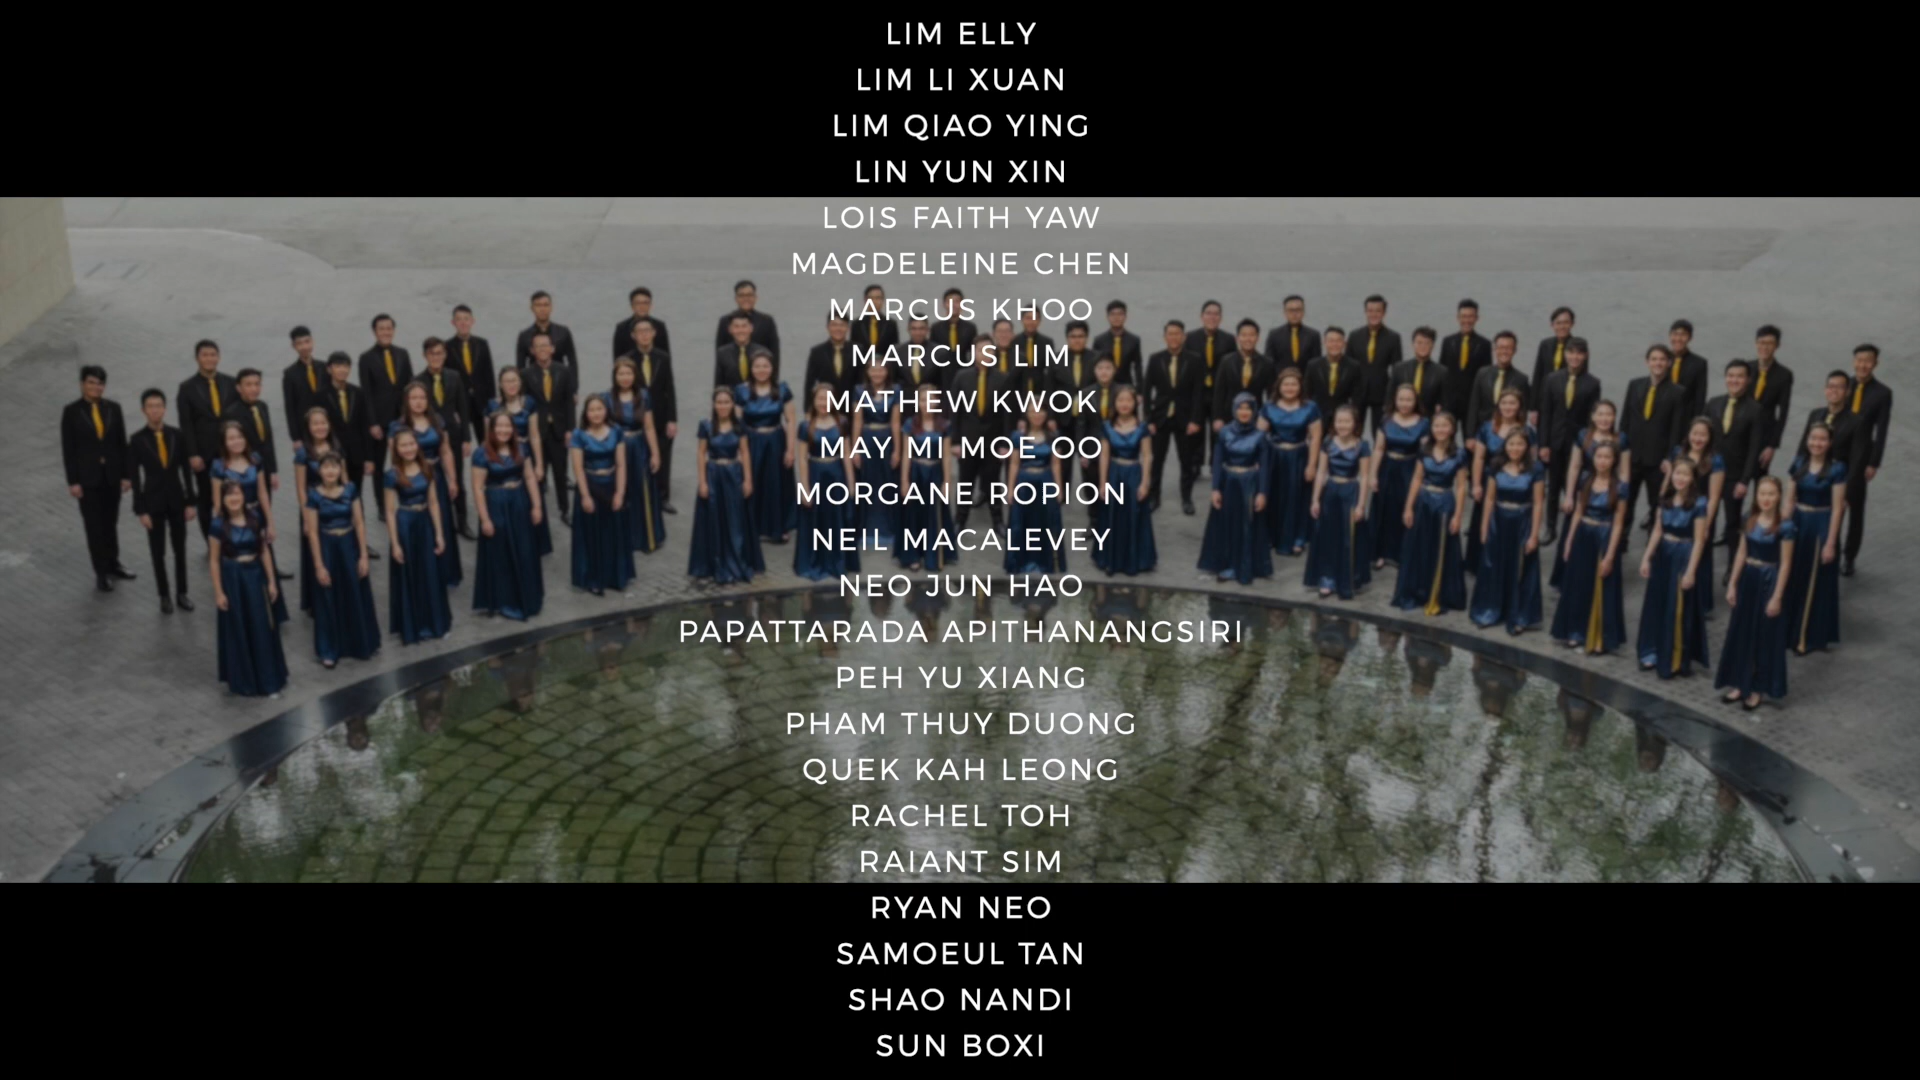 LIM ELLY
LIM LI XUAN
LIM QIAO YING
LIN YUN XIN
LOIS FAITH YAW
MAGDELEINE CHEN
MARCUS KHOO
MARCUS LIM
MATHEW KWOK
MAY MI MOE OO
MORGANE ROPION
NEIL MACALEVEY
NEO JUN HAO
PAPATTARADA APITHANANGSIRI
PEH YU XIANG
PHAM THUY DUONG
QUEK KAH LEONG
RACHEL TOH
RAIANT SIM
RYAN NEO
SAMOEUL TAN
SHAO NANDI
SUN BOXI